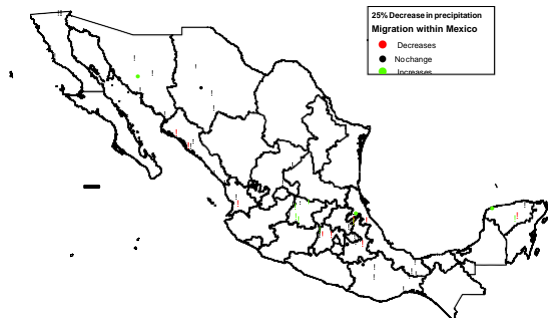 25% Decrease in precipitation
Migration within Mexico
Decreases
No change
Increases